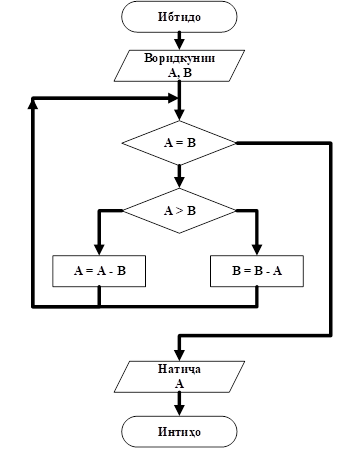 Ибтидо
Воридкунии
A, B
A = B
A > B
A = A - B
B = B - A
Натиҷа
A
Интиҳо